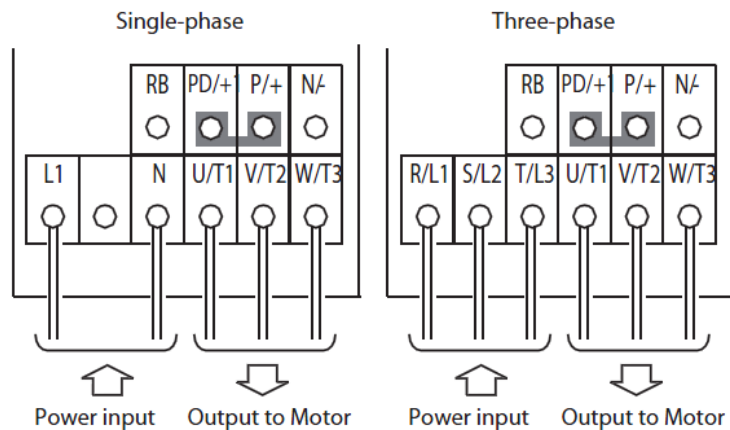 Single-phase
Three-phase
RB PD/+1 P/+ N/-
RB PD/+1 P/+ N/-
L1 N U/T1 V/T2 W/T3
R/L1 S/L2 T/L3 U/T1 V/T2 W/T3
Power input Output to Motor
Power input Output to Motor